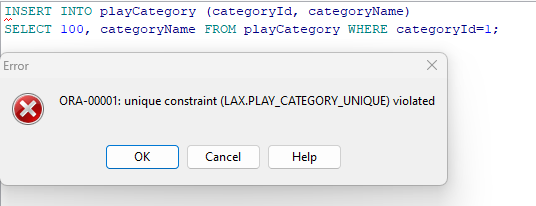 INSERT INTO playCategory (categoryId, categoryName)
SELECT 100, categoryName FROM playCategory WHERE categoryId=1;
Error
ORA-00001: unique constraint (LAX.PLAY_CATEGORY_UNIQUE) violated
OK Cancel Help